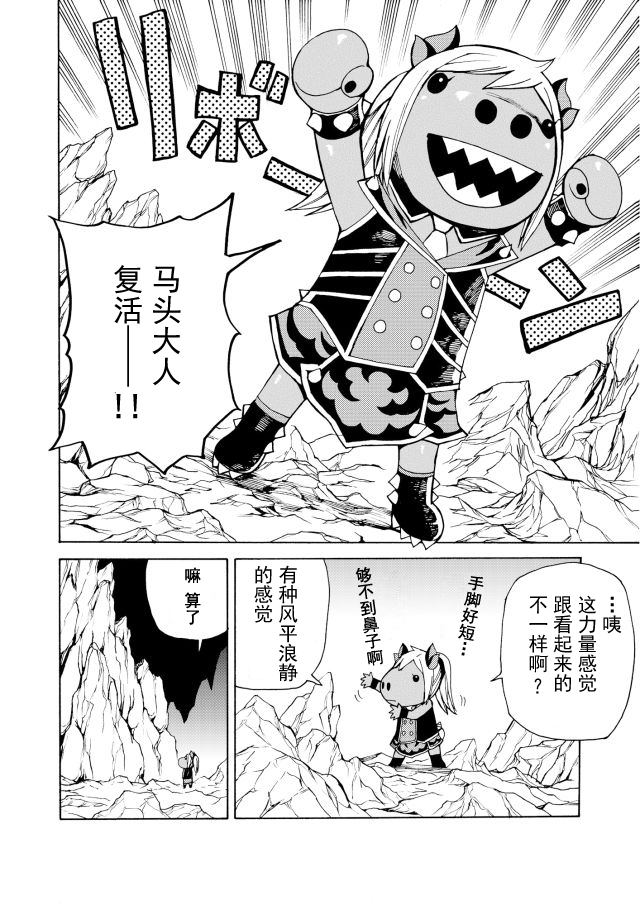 リボーン
马头大人
复活——!!
…咦
这力量感觉
跟看起来的
不一样啊？
手脚好短…
够不到鼻子啊
有种风平浪静
的感觉
嘛 算了